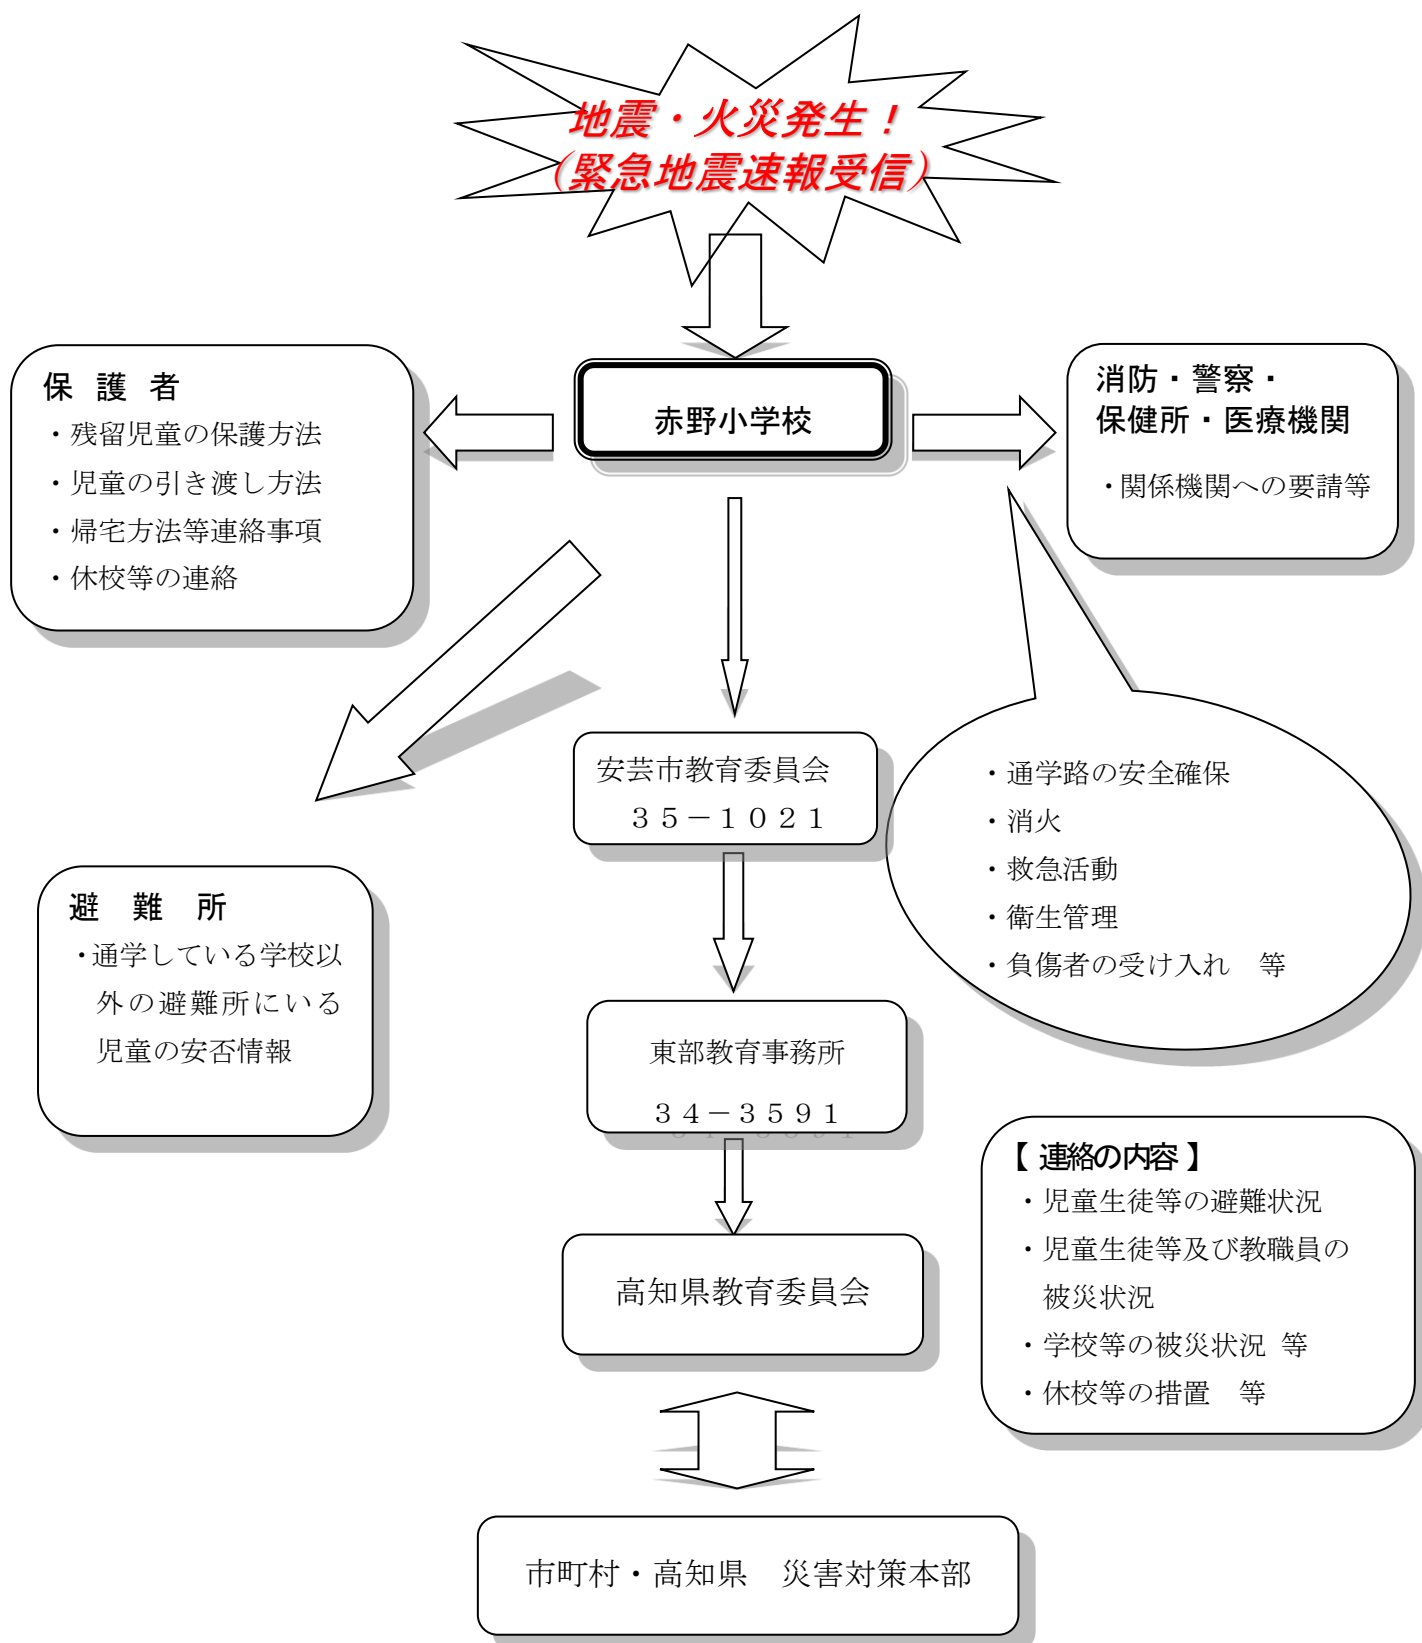 地震・火災発生！
（緊急地震速報受信）
赤野小学校
保　護　者
・残留児童の保護方法
・児童の引き渡し方法
・帰宅方法等連絡事項
・休校等の連絡
消防・警察・
保健所・医療機関
・関係機関への要請等
・通学路の安全確保
・消火
・救急活動
・衛生管理
・負傷者の受け入れ　等
安芸市教育委員会
３５－１０２１
避　難　所
・通学している学校以
外の避難所にいる
児童の安否情報
東部教育事務所
３４－３５９１
高知県教育委員会
【 連絡の内容 】
・児童生徒等の避難状況
・児童生徒等及び教職員の
被災状況
・学校等の被災状況 等
・休校等の措置　等
市町村・高知県　災害対策本部